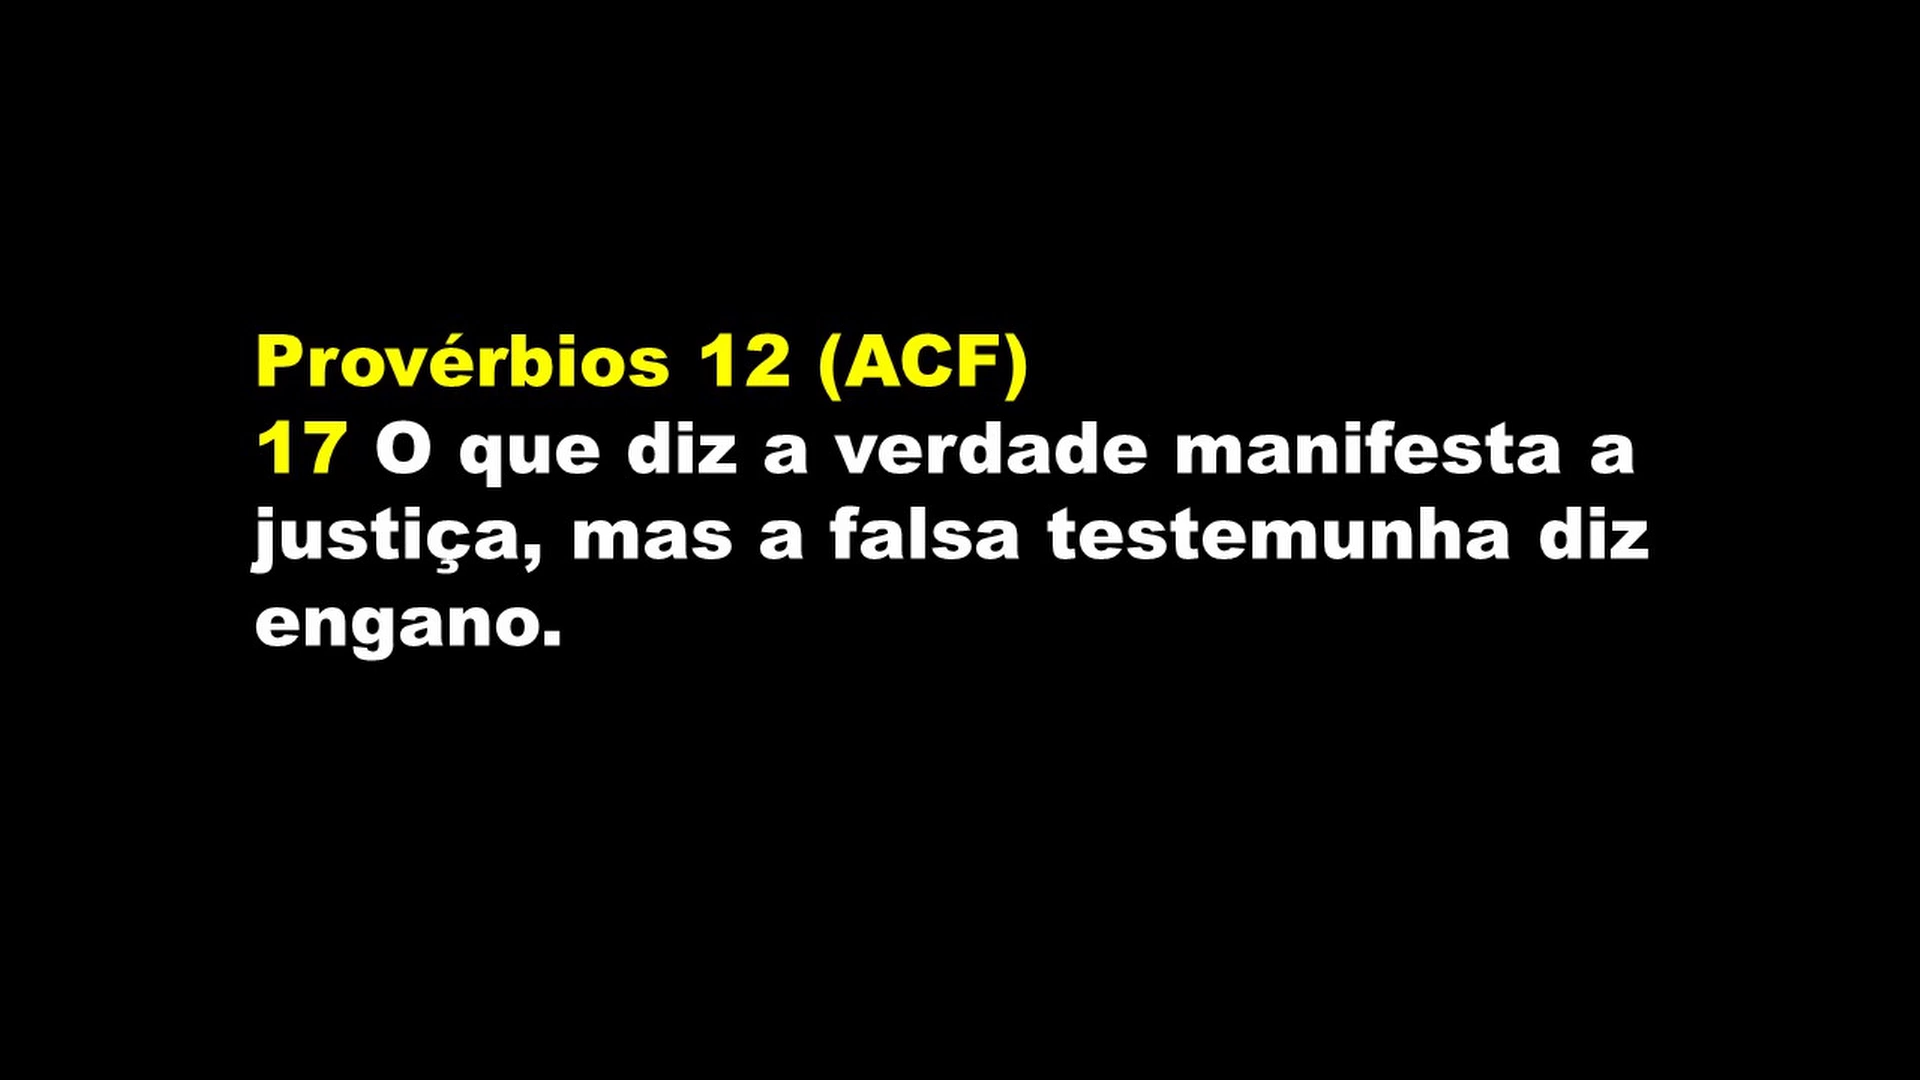 Provérbios 12 (ACF)
17 O que diz a verdade manifesta a
justiça, mas a falsa testemunha diz
engano.